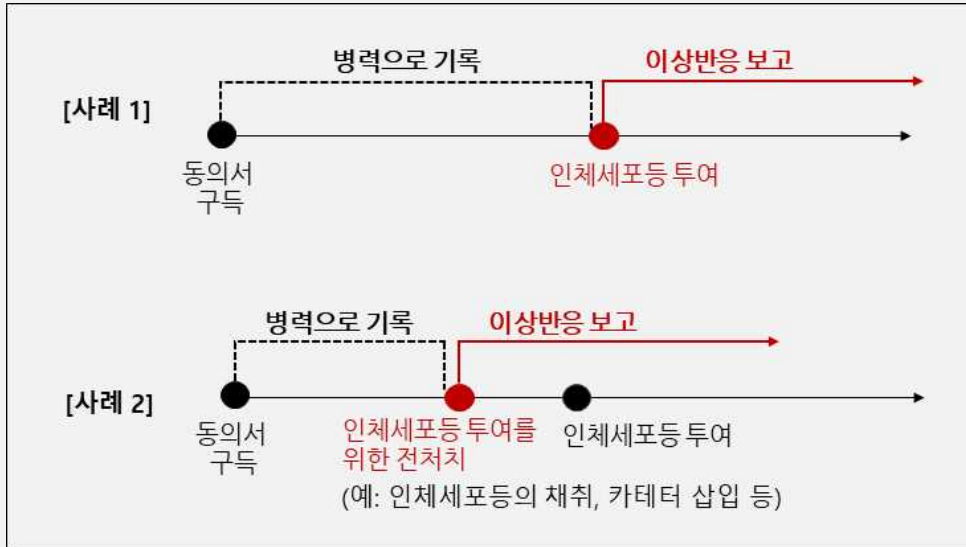 병력으로 기록
이상반응 보고
[사례 1]
동의서
구득
인체세포등 투여
병력으로 기록
이상반응 보고
[사례 2]
동의서
구득
인체세포등 투여를
위한 전처치
인체세포등 투여
(예: 인체세포등의 채취, 카테터 삽입 등)